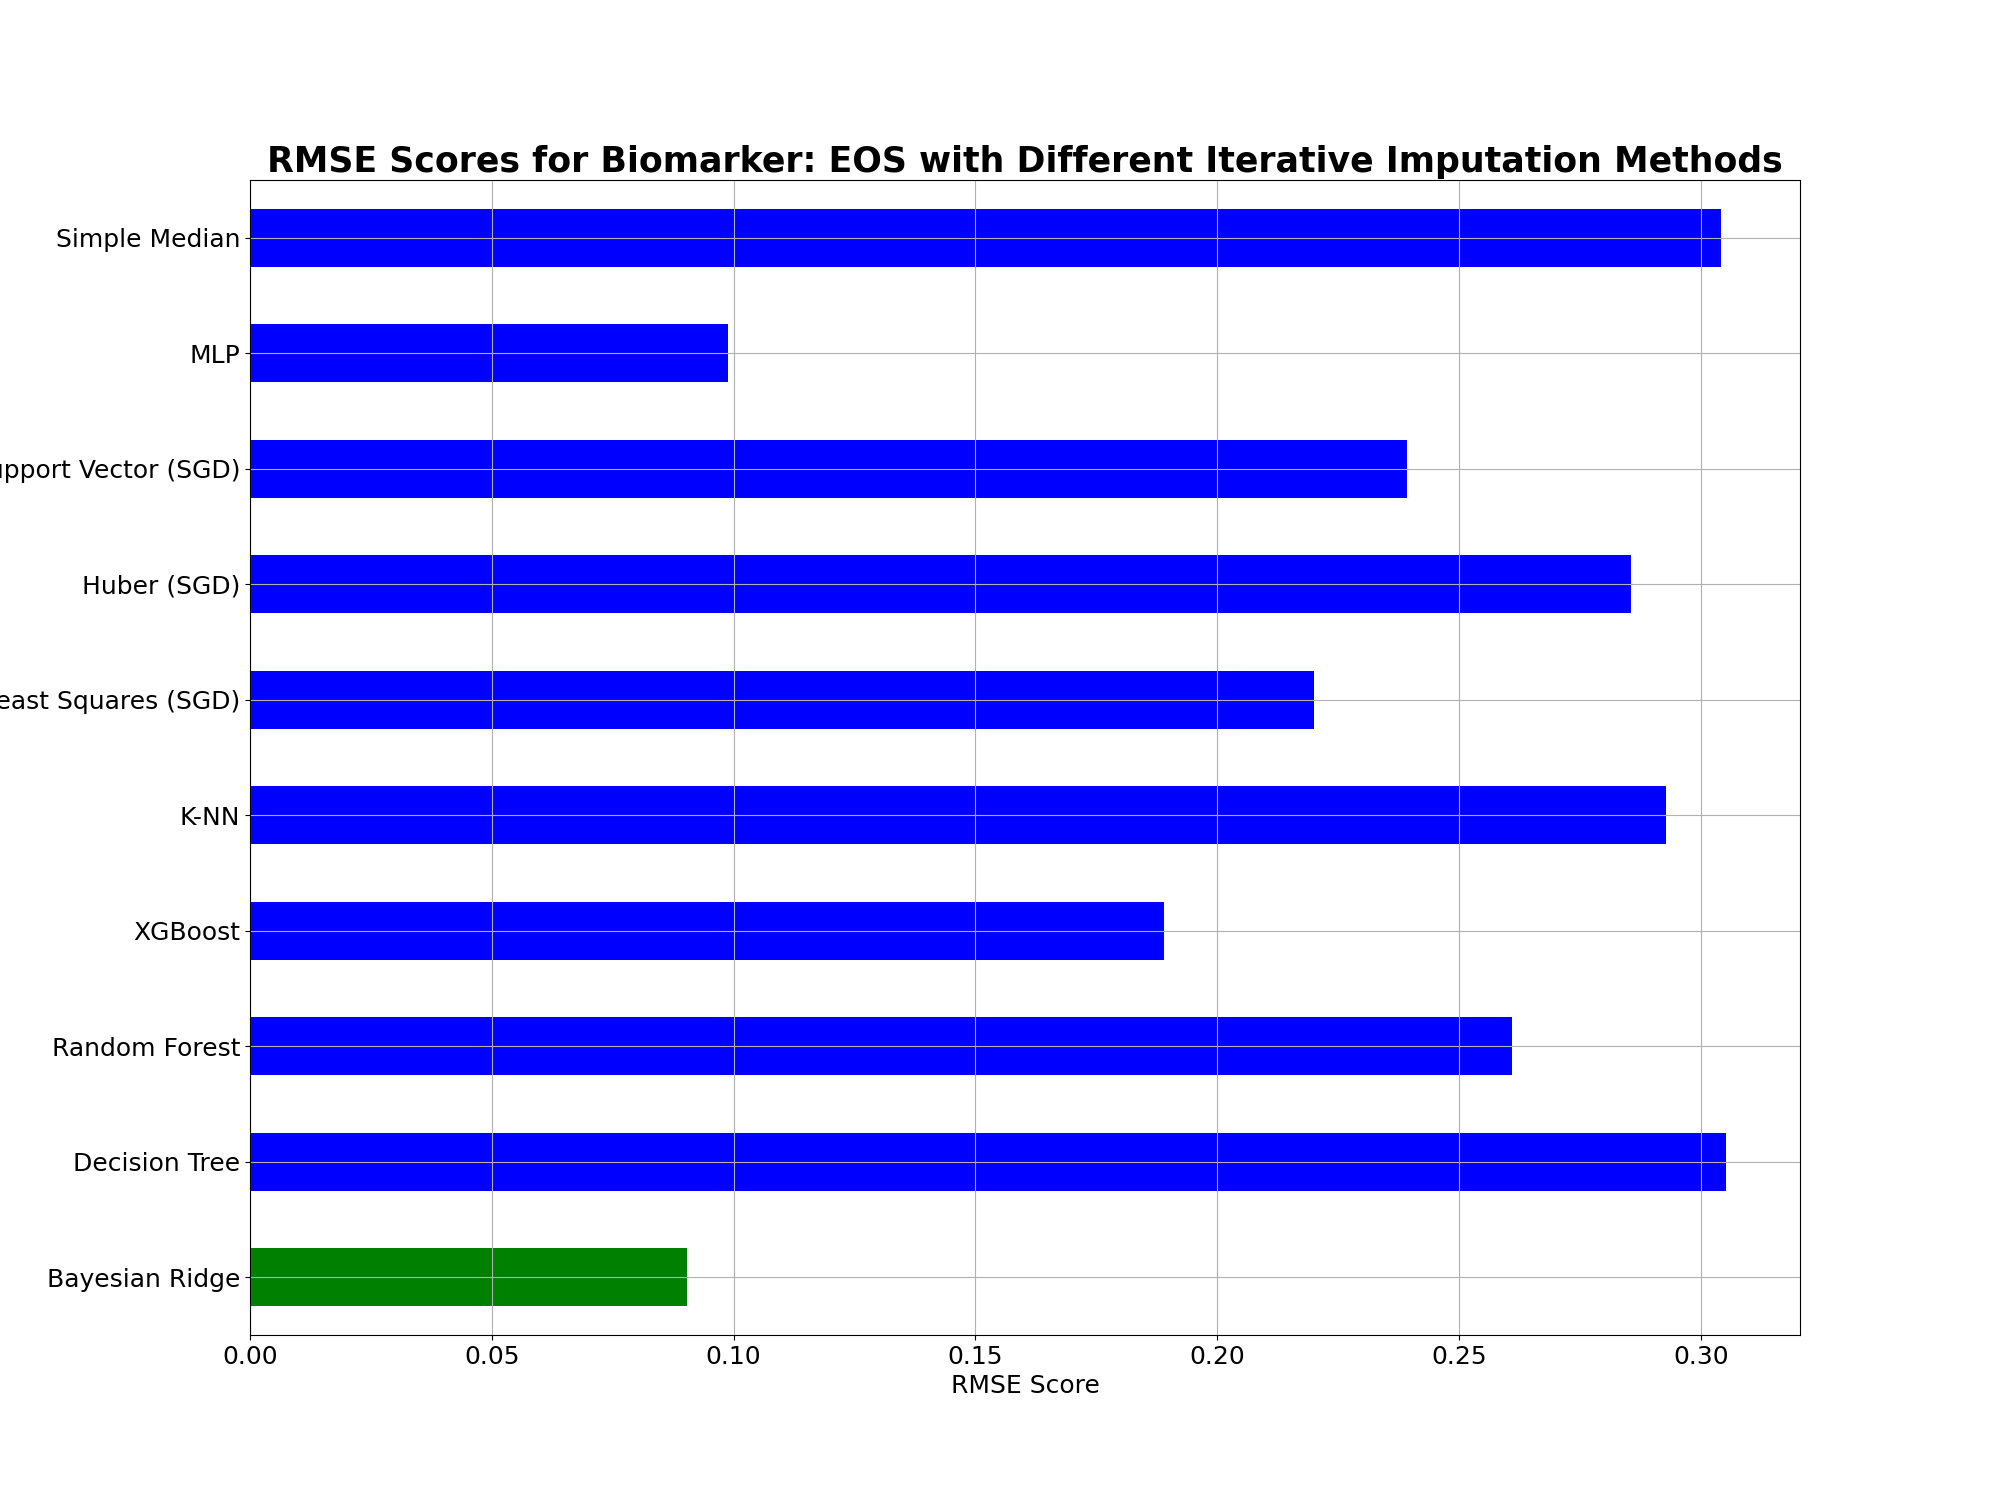 RMSE Scores for Biomarker: EOS with Different Iterative Imputation Methods
Simple Median
MLP
upport Vector (SGD)
Huber (SGD)
east Squares (SGD)
K-NN
XGBoost
Random Forest
Decision Tree
Bayesian Ridge
0.00 0.05 0.10 0.15 0.20 0.25 0.30
RMSE Score